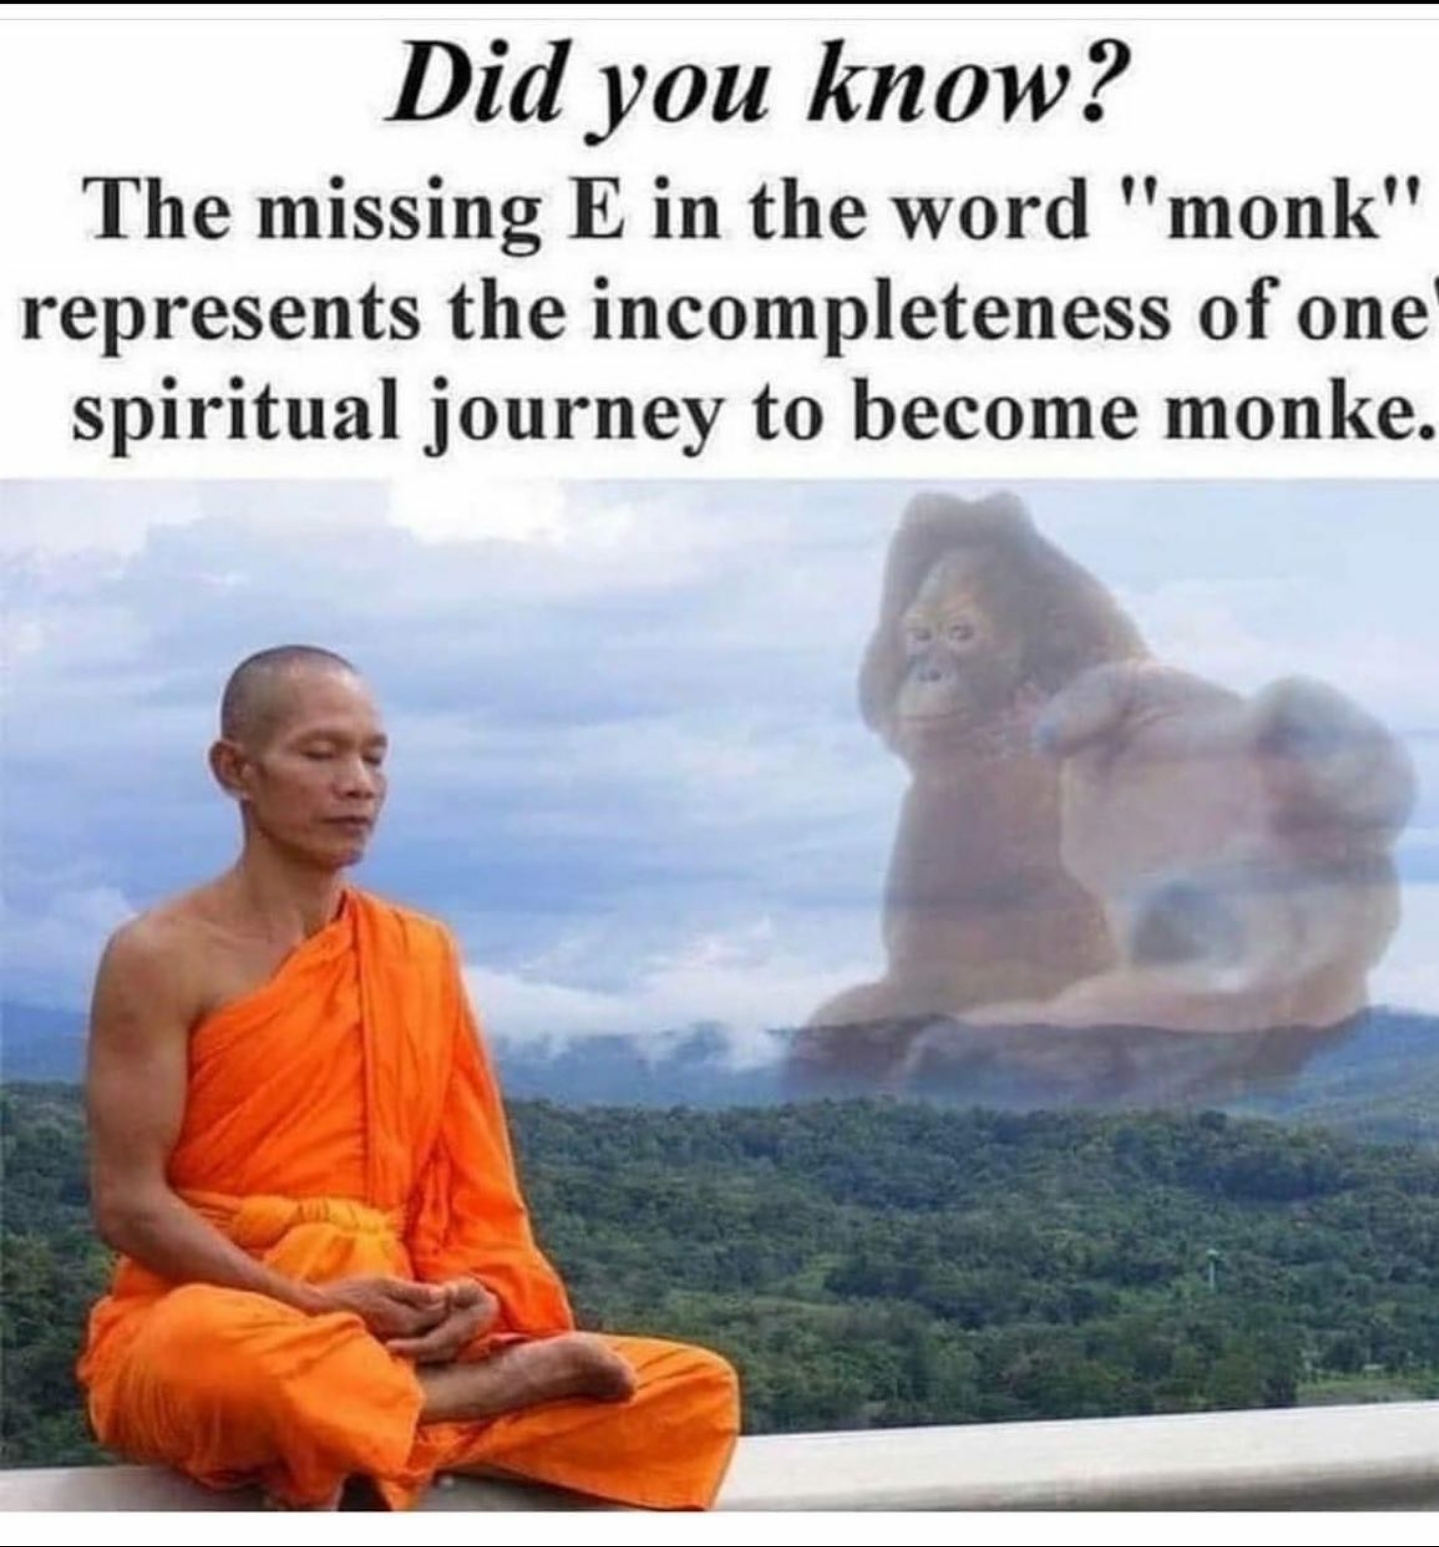 Did you know?
The missing E in the word "monk"
represents the incompleteness of one'
spiritual journey to become monke.